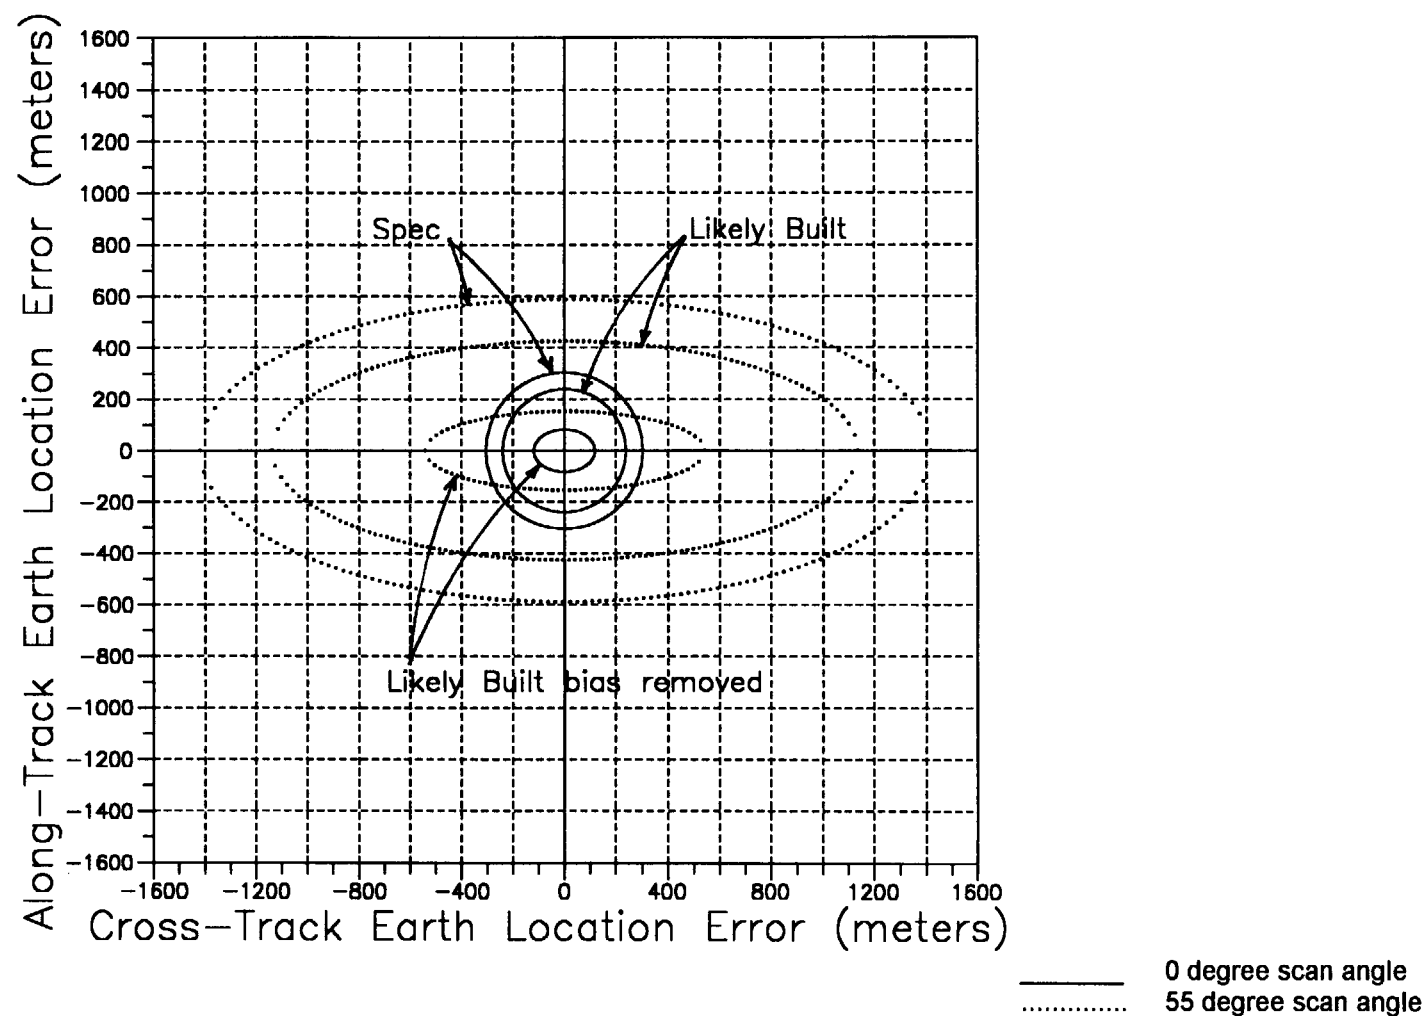 Along-Track Earth Location Error (meters)
1600
1400
1200
1000
800
600
400
200
0
-200
-400
-600
-800
-1000
-1200
-1400
-1600
Spec
Likely Built
Likely Built bias removed
-1600 -1200 -800 -400 0 400 800 1200 1600
Cross-Track Earth Location Error (meters)
0 degree scan angle
55 degree scan angle